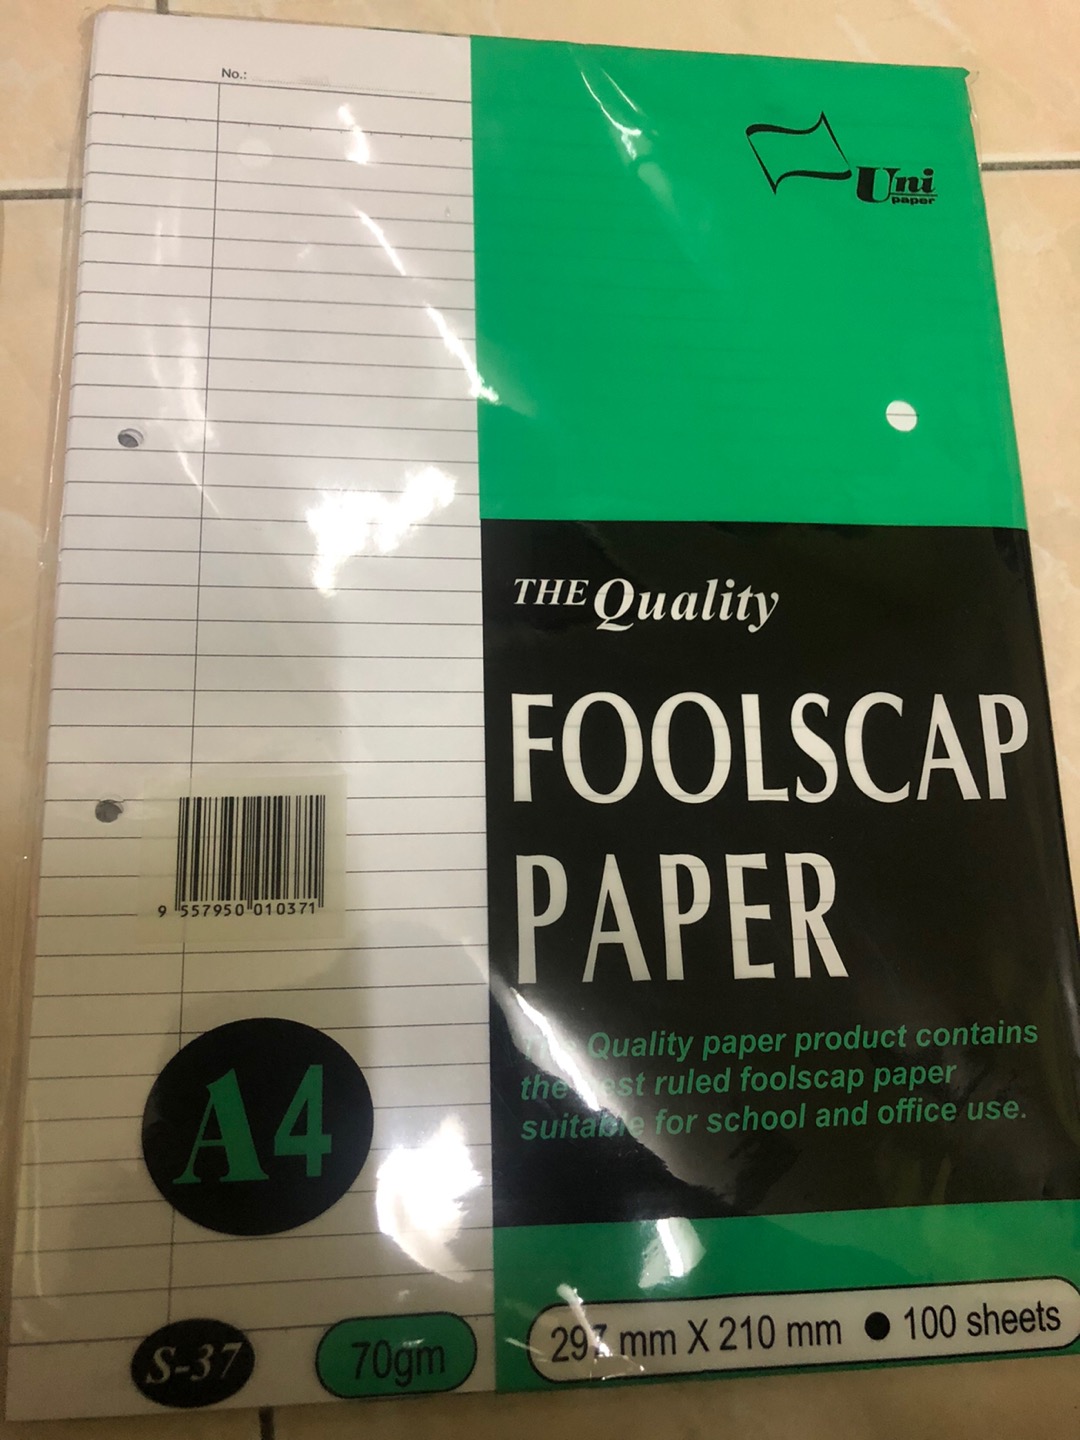 No.:
Uni
paper
THE Quality
FOOLSCAP
PAPER
Quality paper product contains
the est ruled foolscap paper
suitable for school and office use.
9 557950 010371
A4
S-37
70gm
297 mm X 210 mm ● 100 sheets